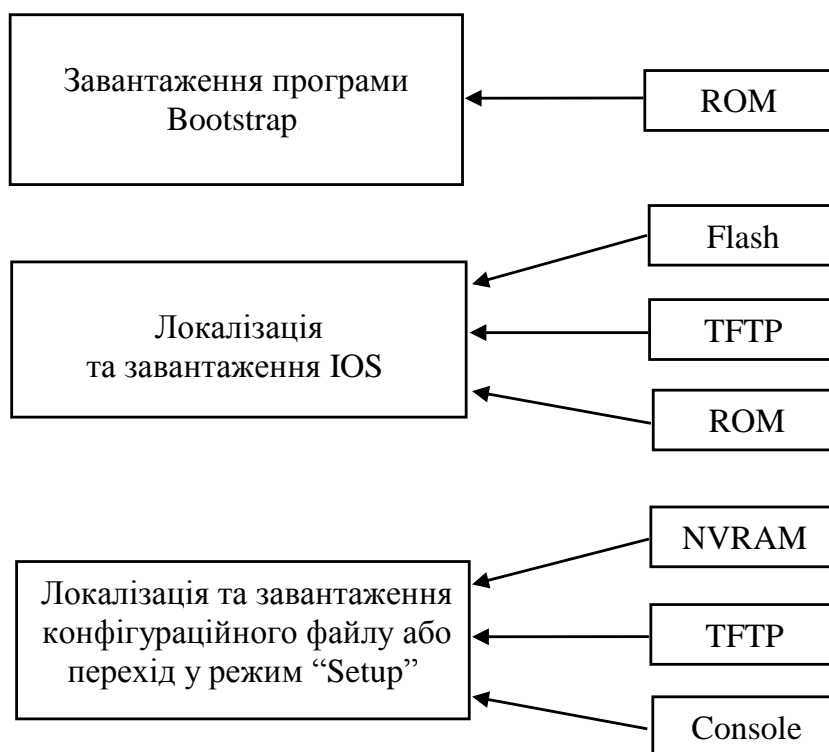 Завантаження програми
Bootstrap
ROM
Flash
Локалізація
та завантаження IOS
TFTP
ROM
NVRAM
Локалізація та завантаження
конфігураційного файлу або
перехід у режим “Setup”
TFTP
Console